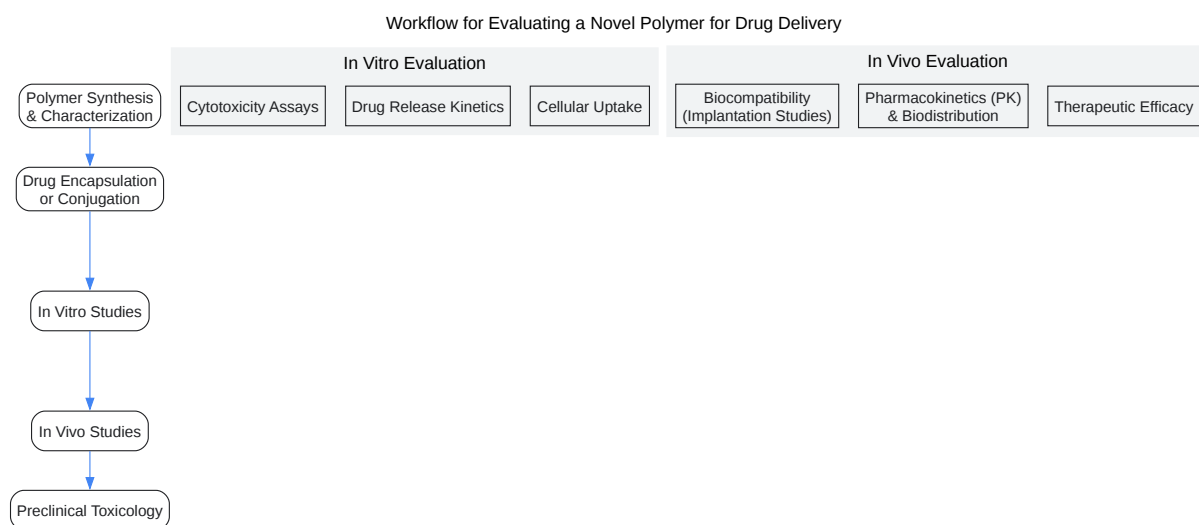 Workflow for Evaluating a Novel Polymer for Drug Delivery
In Vitro Evaluation
In Vivo Evaluation
Polymer Synthesis
& Characterization
Cytotoxicity Assays
Drug Release Kinetics
Cellular Uptake
Biocompatibility
(Implantation Studies)
Pharmacokinetics (PK)
& Biodistribution
Therapeutic Efficacy
Drug Encapsulation
or Conjugation
In Vitro Studies
In Vivo Studies
Preclinical Toxicology